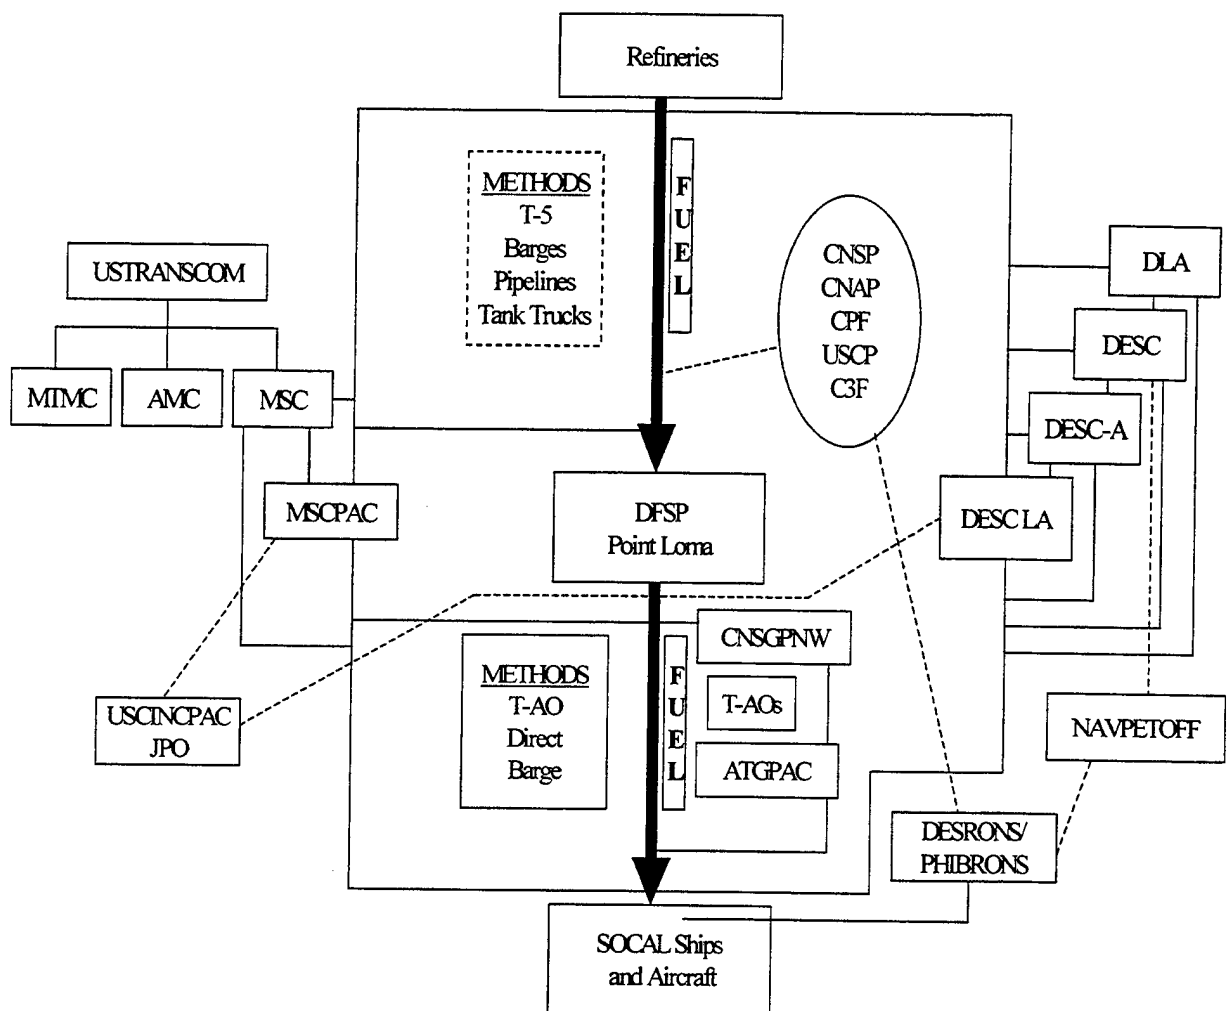 Refineries
METHODS
T-5
Barges
Pipelines
Tank Trucks
F
U
E
L
CNSP
CNAP
CPF
USCP
C3F
USTRANSCOM
MTMC
AMC
MSC
MSCPAC
DLA
DESC
DESC-A
DESC LA
DFSP
Point Loma
CNSGPNW
METHODS
T-AO
Direct
Barge
F
U
E
L
T-AOs
ATGPAC
USCINCPAC
JPO
NAVPETOFF
DESRONS/
PHIBRONS
SOCAL Ships
and Aircraft